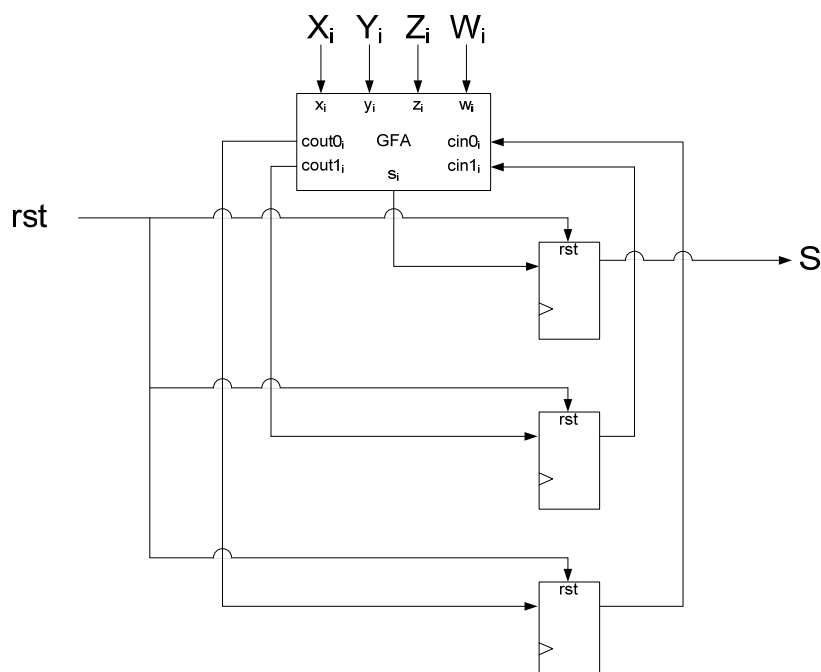 Xi Yi Zi Wi
xi yi zi wi
cout0i GFA cin0i
cout1i cin1i
si
rst
rst
S
rst
rst